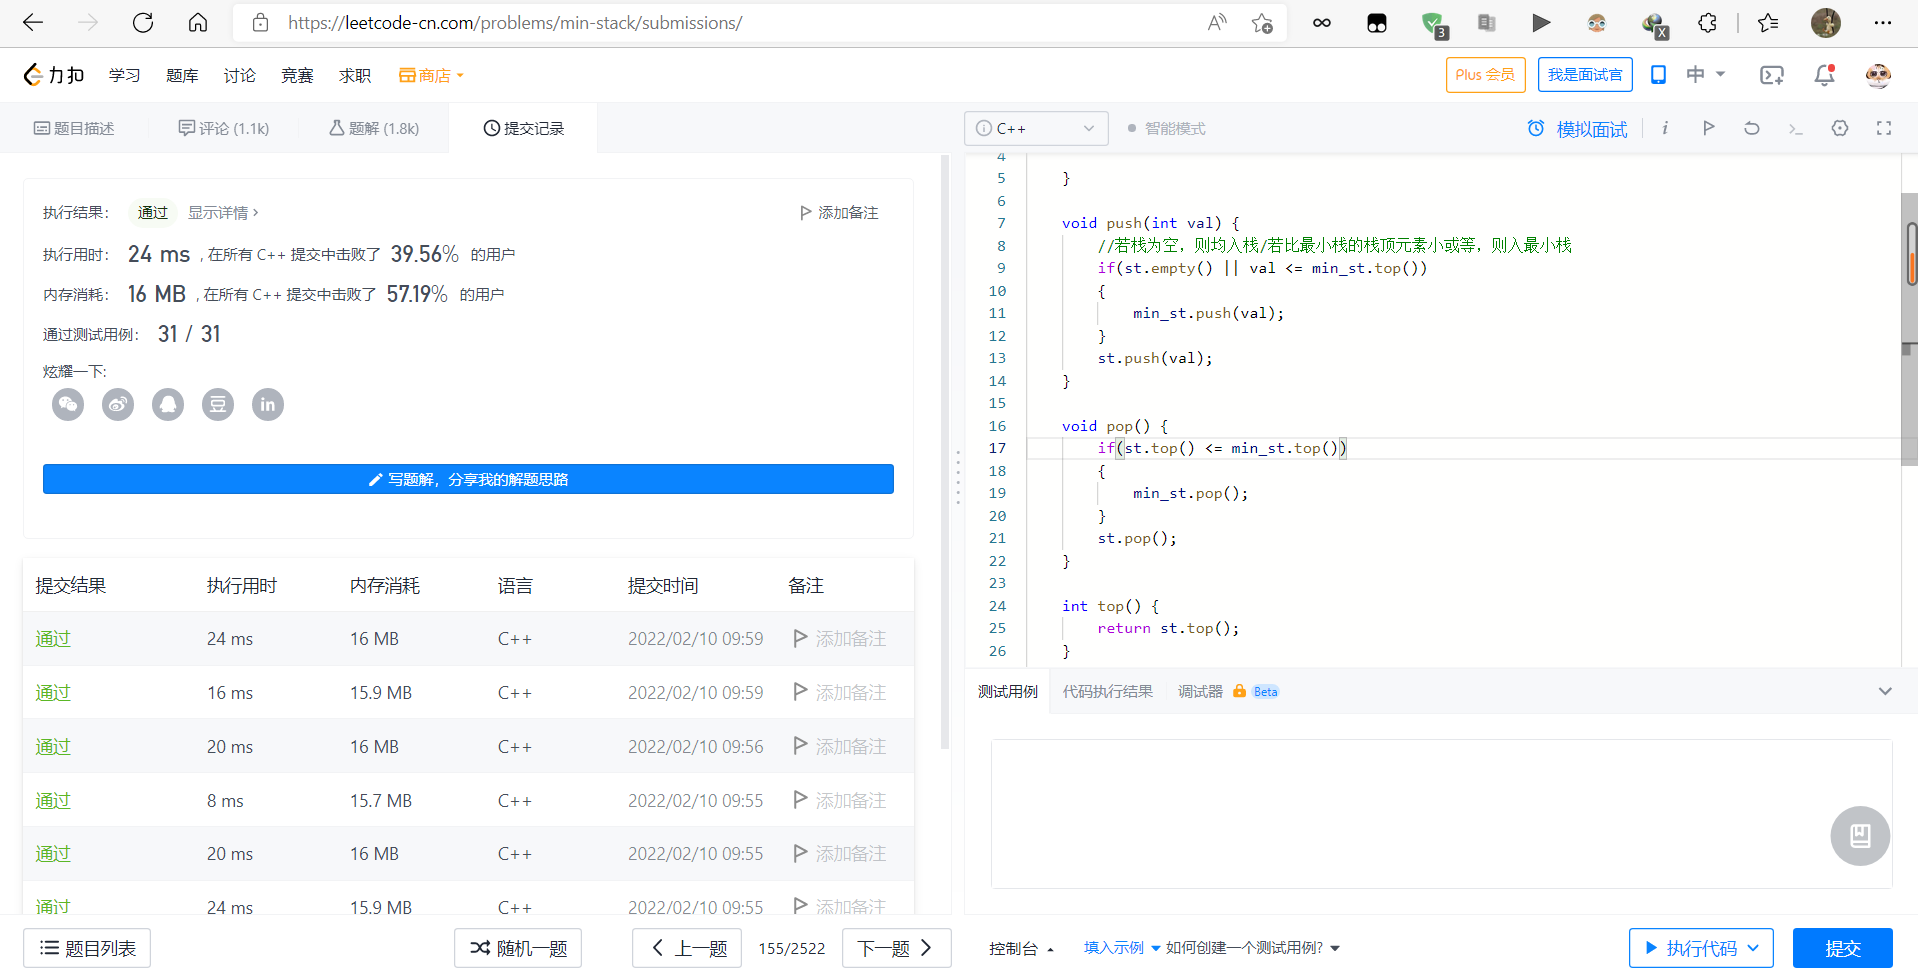 https://leetcode-cn.com/problems/min-stack/submissions/
3
X
力扣 学习 题库 讨论 竞赛 求职 商店
Plus 会员 我是面试官 中
题目描述 评论 (1.1k) 题解 (1.8k) 提交记录
执行结果： 通过 显示详情 › 添加备注
执行用时： 24 ms , 在所有 C++ 提交中击败了 39.56% 的用户
内存消耗： 16 MB , 在所有 C++ 提交中击败了 57.19% 的用户
通过测试用例： 31 / 31
炫耀一下:
豆 in
写题解，分享我的解题思路
提交结果 执行用时 内存消耗 语言 提交时间 备注
通过 24 ms 16 MB C++ 2022/02/10 09:59 添加备注
通过 16 ms 15.9 MB C++ 2022/02/10 09:59 添加备注
通过 20 ms 16 MB C++ 2022/02/10 09:56 添加备注
通过 8 ms 15.7 MB C++ 2022/02/10 09:55 添加备注
通过 20 ms 16 MB C++ 2022/02/10 09:55 添加备注
通过 24 ms 15.9 MB C++ 2022/02/10 09:55 添加备注
题目列表 随机一题 上一题 155/2522 下一题
C++ 智能模式 模拟面试 i
4
5 }
6
7 void push(int val) {
8 //若栈为空，则均入栈/若比最小栈的栈顶元素小或等，则入最小栈
9 if(st.empty() || val <= min_st.top())
10 {
11 min_st.push(val);
12 }
13 st.push(val);
14 }
15
16 void pop() {
17 if(st.top() <= min_st.top())
18 {
19 min_st.pop();
20 }
21 st.pop();
22 }
23
24 int top() {
25 return st.top();
26 }
测试用例 代码执行结果 调试器 Beta
控制台 填入示例 如何创建一个测试用例? 执行代码 提交